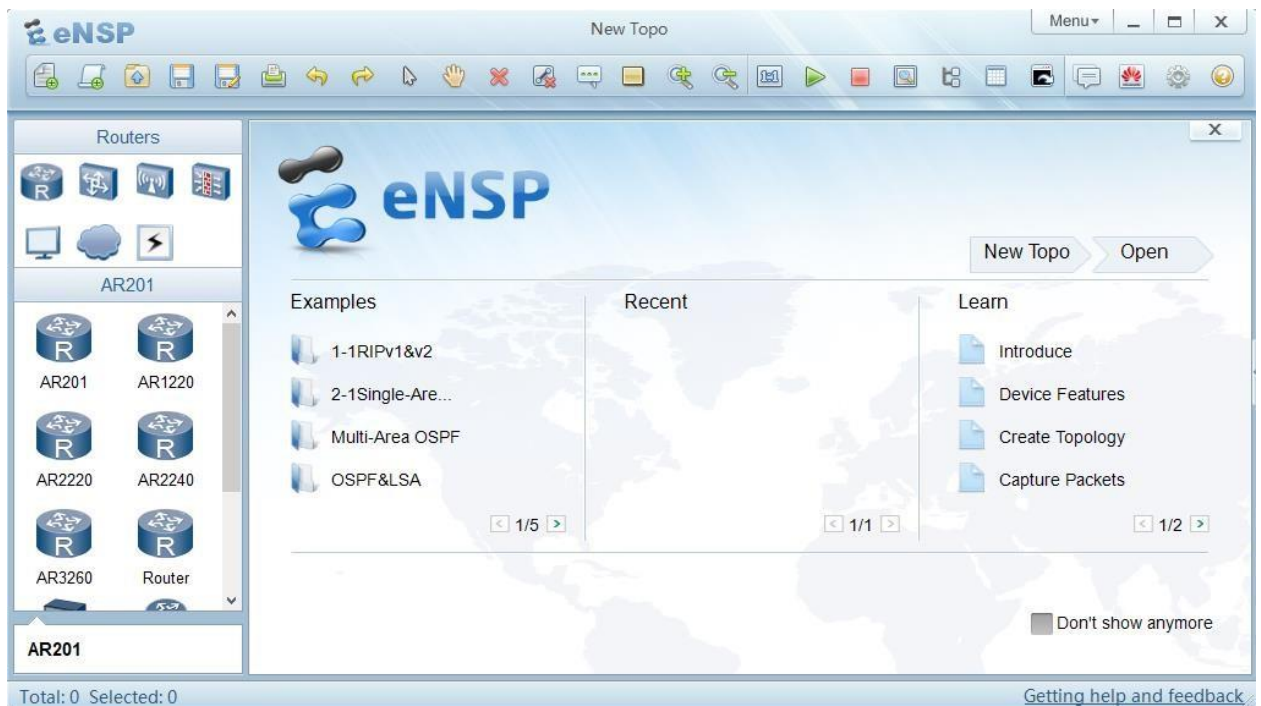 eNSP
New Topo
Menu
Routers
R
AR201
R
R
AR201
AR1220
R
R
AR2220
AR2240
R
R
AR3260
Router
AR201
X
eNSP
New Topo
Open
Examples
1-1RIPv1&v2
2-1Single-Are...
Multi-Area OSPF
OSPF&LSA
< 1/5 >
Recent
< 1/1 >
Learn
Introduce
Device Features
Create Topology
Capture Packets
< 1/2 >
Don't show anymore
Total: 0 Selected: 0
Getting help and feedback